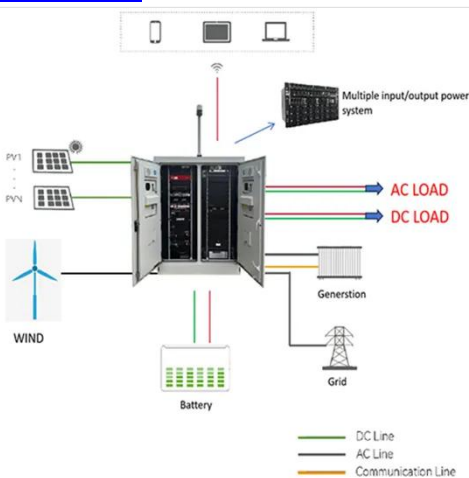 Multiple input/output power
system
PV1
PVN
AC LOAD
DC LOAD
WIND
Generstion
Grid
Battery
DC Line
AC Line
Communication Line